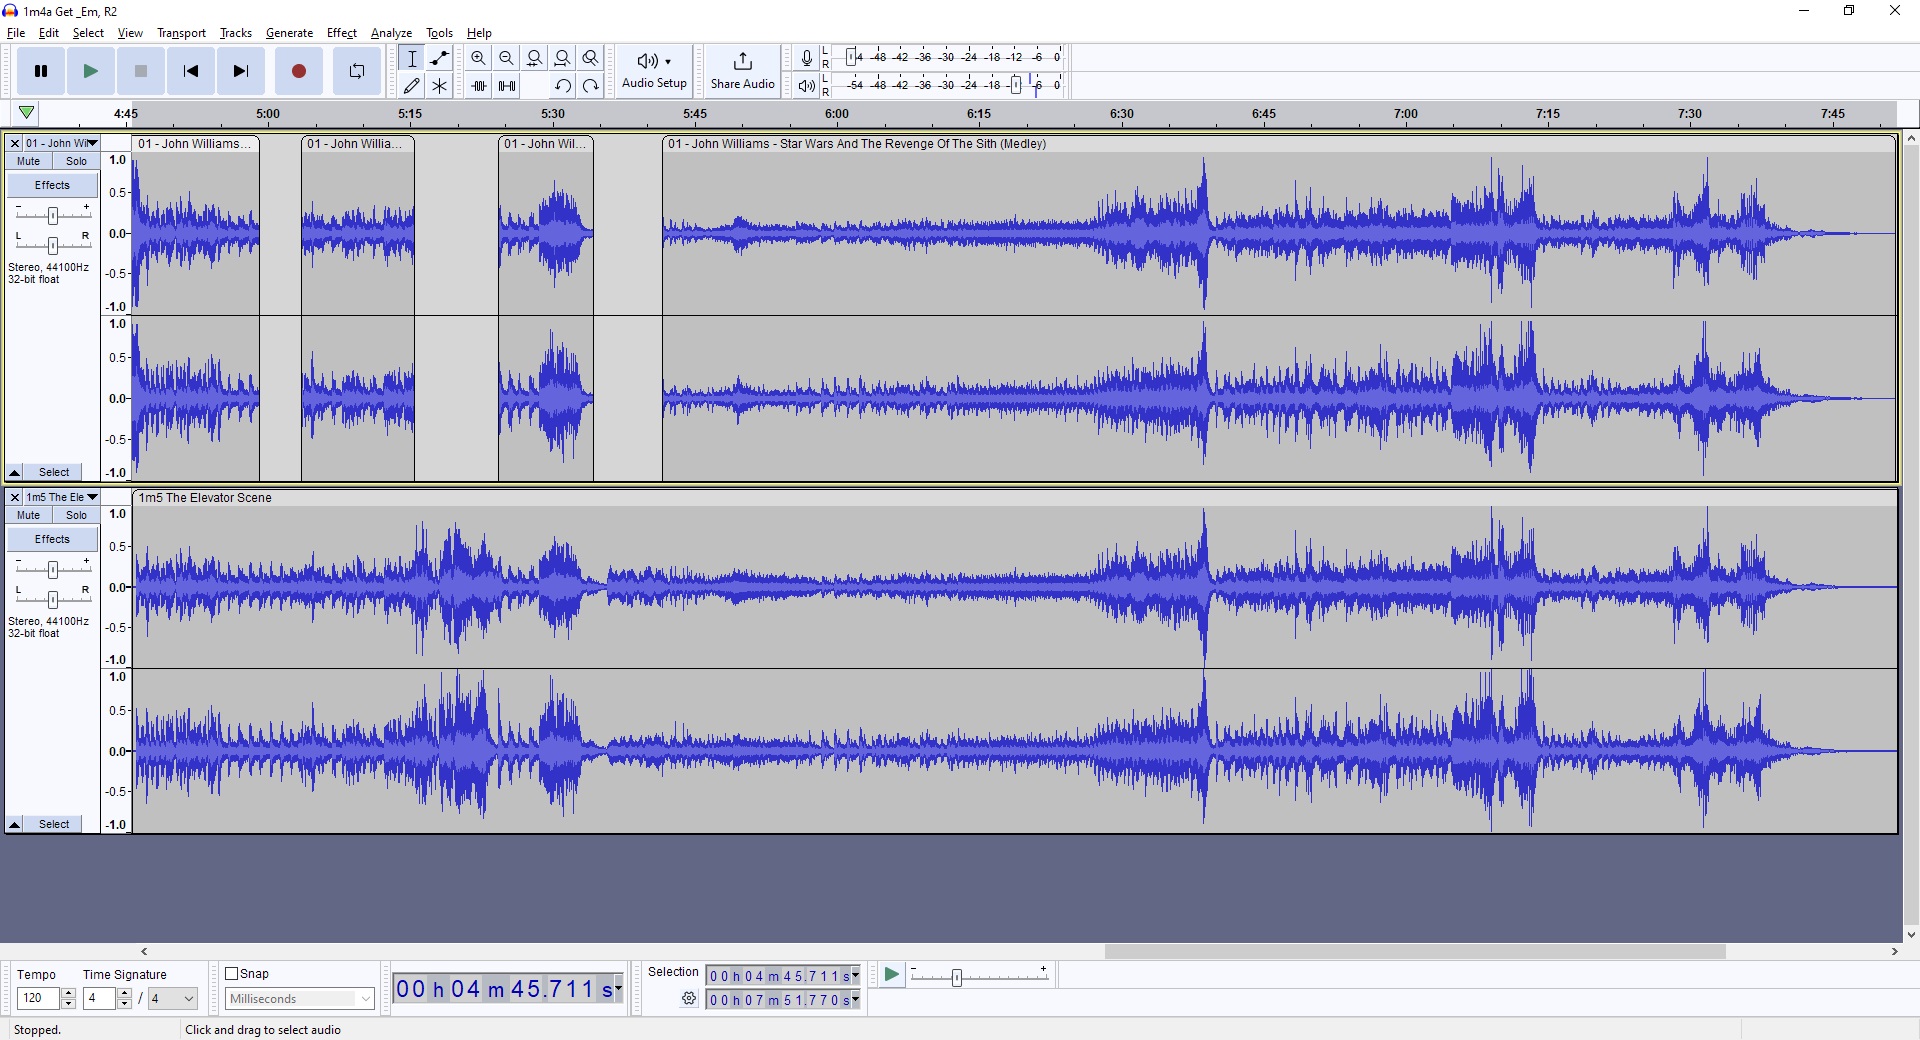 1m4a Get _Em, R2
File Edit Select View Transport Tracks Generate Effect Analyze Tools Help
Audio Setup
Share Audio
L R
-54 -48 -42 -36 -30 -24 -18 -12 -6 0
L R
-54 -48 -42 -36 -30 -24 -18 -6 0
4:45 5:00 5:15 5:30 5:45 6:00 6:15 6:30 6:45 7:00 7:15 7:30 7:45
01 - John Wil
01 - John Williams...
01 - John Willia...
01 - John Wil...
01 - John Williams - Star Wars And The Revenge Of The Sith (Medley)
Mute Solo
Effects
- +
L R
Stereo, 44100Hz
32-bit float
Select
1.0
0.5
0.0
-0.5
-1.0
1.0
0.5
0.0
-0.5
-1.0
1m5 The Ele
1m5 The Elevator Scene
Mute Solo
Effects
- +
L R
Stereo, 44100Hz
32-bit float
Select
1.0
0.5
0.0
-0.5
-1.0
1.0
0.5
0.0
-0.5
-1.0
Tempo
120
Time Signature
4 / 4
Snap
Milliseconds
00 h 04 m 45.711 s
Selection
00 h 04 m 45.711 s
00 h 07 m 51.770 s
- +
Stopped.
Click and drag to select audio